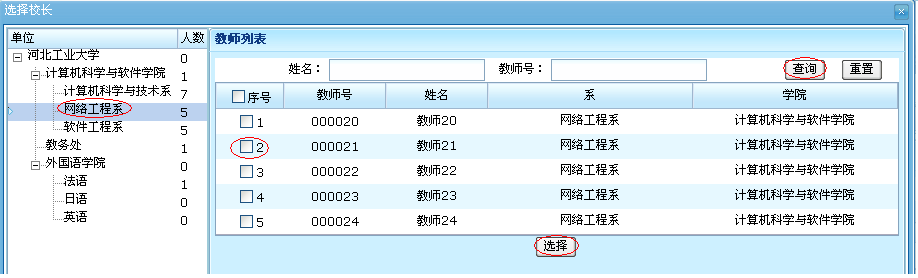 选择校长
单位 人数
河北工业大学 0
计算机科学与软件学院 1
计算机科学与技术系 7
网络工程系 5
软件工程系 5
教务处 1
外国语学院 0
法语 1
日语 0
英语 0
教师列表
姓名： 教师号： 查询 重置
序号 教师号 姓名 系 学院
1 000020 教师20 网络工程系 计算机科学与软件学院
2 000021 教师21 网络工程系 计算机科学与软件学院
3 000022 教师22 网络工程系 计算机科学与软件学院
4 000023 教师23 网络工程系 计算机科学与软件学院
5 000024 教师24 网络工程系 计算机科学与软件学院
选择